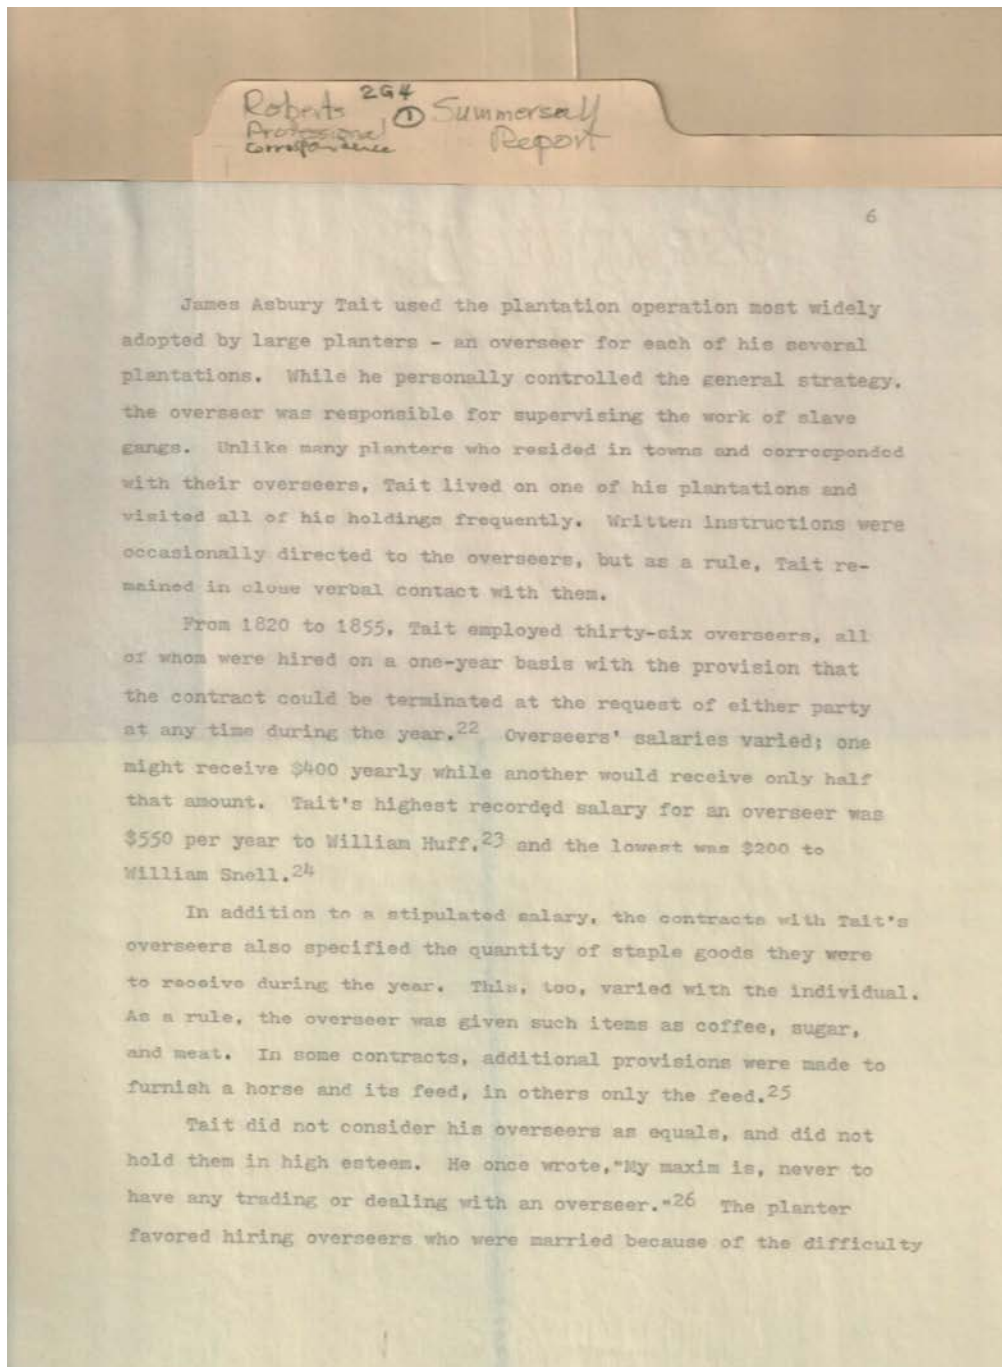 2G4
Roberts ① Summersell
Professional Report
Correspondence
6
James Asbury Tait used the plantation operation most widely
adopted by large planters - an overseer for each of his several
plantations. While he personally controlled the general strategy,
the overseer was responsible for supervising the work of slave
gangs. Unlike many planters who resided in towns and corresponded
with their overseers, Tait lived on one of his plantations and
visited all of his holdings frequently. Written instructions were
occasionally directed to the overseers, but as a rule, Tait re-
mained in close verbal contact with them.
From 1820 to 1855, Tait employed thirty-six overseers, all
of whom were hired on a one-year basis with the provision that
the contract could be terminated at the request of either party
at any time during the year.22 Overseers' salaries varied; one
might receive $400 yearly while another would receive only half
that amount. Tait's highest recorded salary for an overseer was
$550 per year to William Huff,23 and the lowest was $200 to
William Snell.24
In addition to a stipulated salary, the contracts with Tait's
overseers also specified the quantity of staple goods they were
to receive during the year. This, too, varied with the individual.
As a rule, the overseer was given such items as coffee, sugar,
and meat. In some contracts, additional provisions were made to
furnish a horse and its feed, in others only the feed.25
Tait did not consider his overseers as equals, and did not
hold them in high esteem. He once wrote,"My maxim is, never to
have any trading or dealing with an overseer."26 The planter
favored hiring overseers who were married because of the difficulty